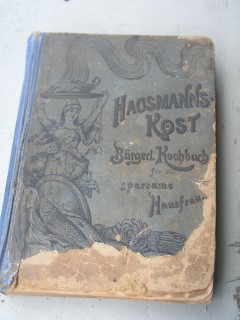 HAUSMANNS-
KOST
Bürgerl. Kochbuch
für die
sparsame
Hausfrau